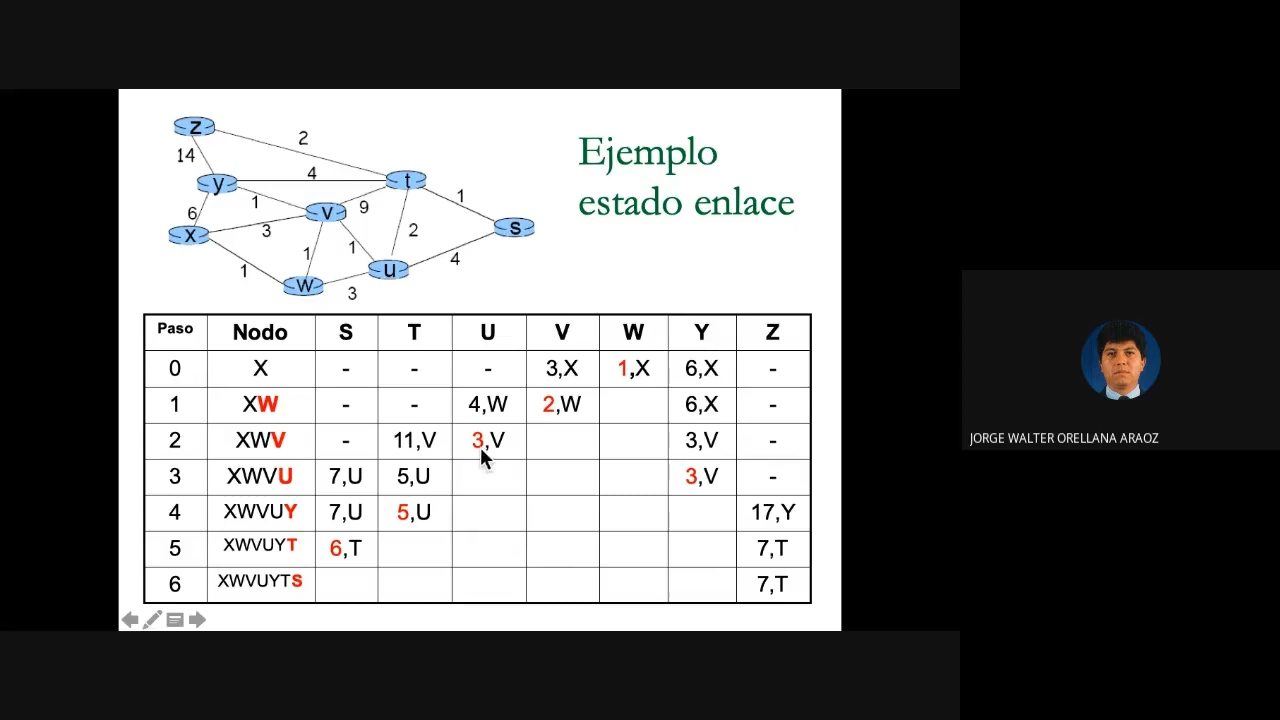 z
2
14
y
4
t
1
9
1
v
6
x
3
1
1
2
s
1
w
u
4
3
Ejemplo
estado enlace
Paso Nodo S T U V W Y Z
0 X - - - 3,X 1,X 6,X -
1 XW - - 4,W 2,W 6,X -
2 XWV - 11,V 3,V 3,V -
3 XWVU 7,U 5,U 3,V -
4 XWVUY 7,U 5,U 17,Y
5 XWVUYT 6,T 7,T
6 XWVUYTS 7,T
JORGE WALTER ORELLANA ARAOZ